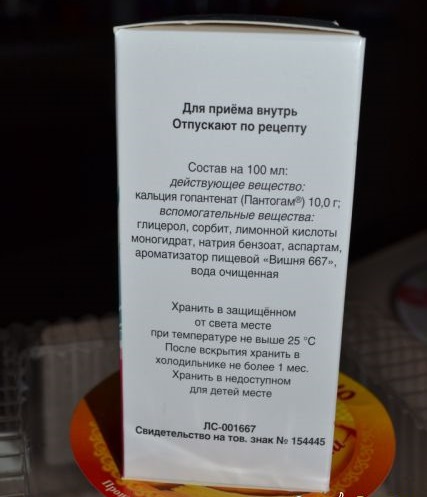 Для приёма внутрь
Отпускают по рецепту
Состав на 100 мл:
действующее вещество:
кальция гопантенат (Пантогам®) 10,0 г;
вспомогательные вещества:
глицерол, сорбит, лимонной кислоты
моногидрат, натрия бензоат, аспартам,
ароматизатор пищевой «Вишня 667»,
вода очищенная
Хранить в защищённом
от света месте
при температуре не выше 25 °C
После вскрытия хранить в
холодильнике не более 1 мес.
Хранить в недоступном
для детей месте
ЛС-001667
Свидетельство на тов. знак № 154445